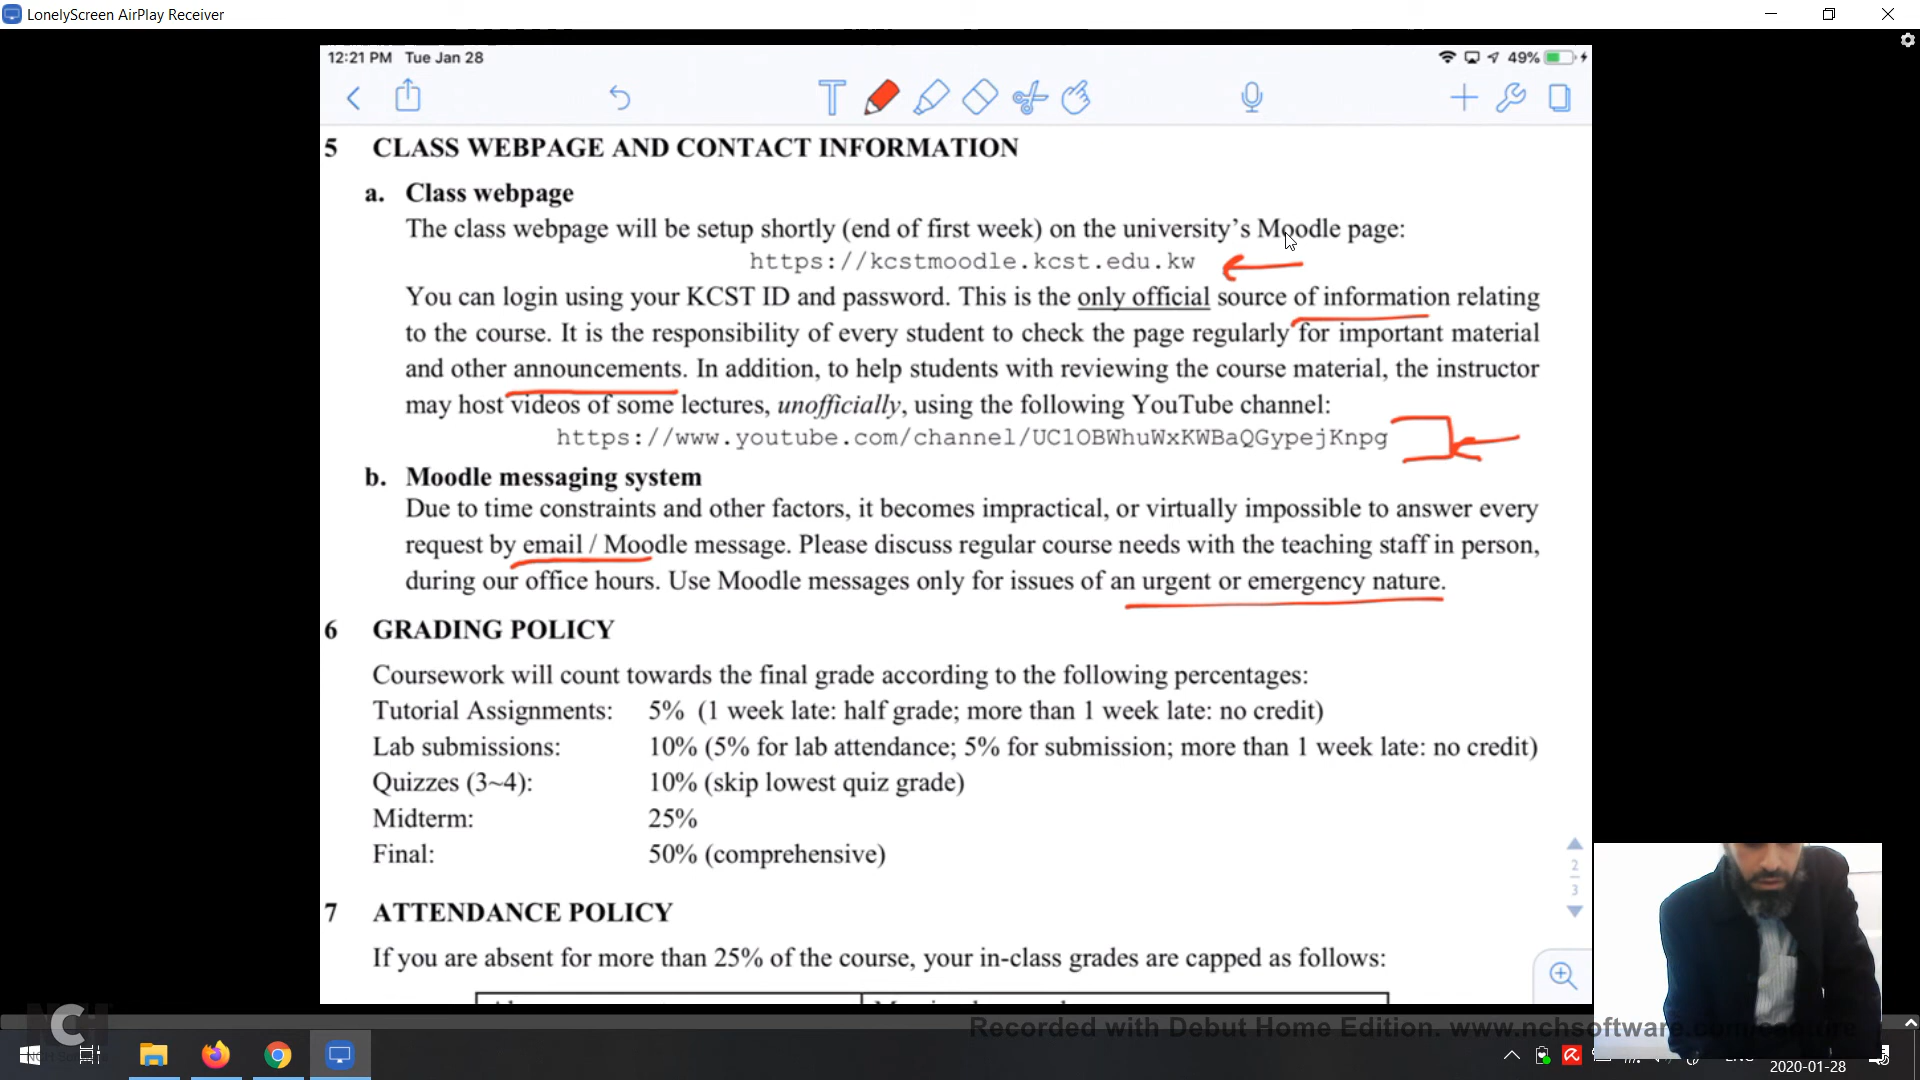 LonelyScreen AirPlay Receiver
12:21 PM Tue Jan 28
49%
5 CLASS WEBPAGE AND CONTACT INFORMATION
a. Class webpage
The class webpage will be setup shortly (end of first week) on the university's Moodle page:
https://kcstmoodle.kcst.edu.kw
You can login using your KCST ID and password. This is the only official source of information relating
to the course. It is the responsibility of every student to check the page regularly for important material
and other announcements. In addition, to help students with reviewing the course material, the instructor
may host videos of some lectures, unofficially, using the following YouTube channel:
https://www.youtube.com/channel/UC1OBWhuWxKWBaQGypejKnpg
b. Moodle messaging system
Due to time constraints and other factors, it becomes impractical, or virtually impossible to answer every
request by email / Moodle message. Please discuss regular course needs with the teaching staff in person,
during our office hours. Use Moodle messages only for issues of an urgent or emergency nature.
6 GRADING POLICY
Coursework will count towards the final grade according to the following percentages:
Tutorial Assignments: 5% (1 week late: half grade; more than 1 week late: no credit)
Lab submissions: 10% (5% for lab attendance; 5% for submission; more than 1 week late: no credit)
Quizzes (3~4): 10% (skip lowest quiz grade)
Midterm: 25%
Final: 50% (comprehensive)
2
3
7 ATTENDANCE POLICY
If you are absent for more than 25% of the course, your in-class grades are capped as follows:
Recorded with Debut Home Edition. www.nchsoftware.com
2020-01-28